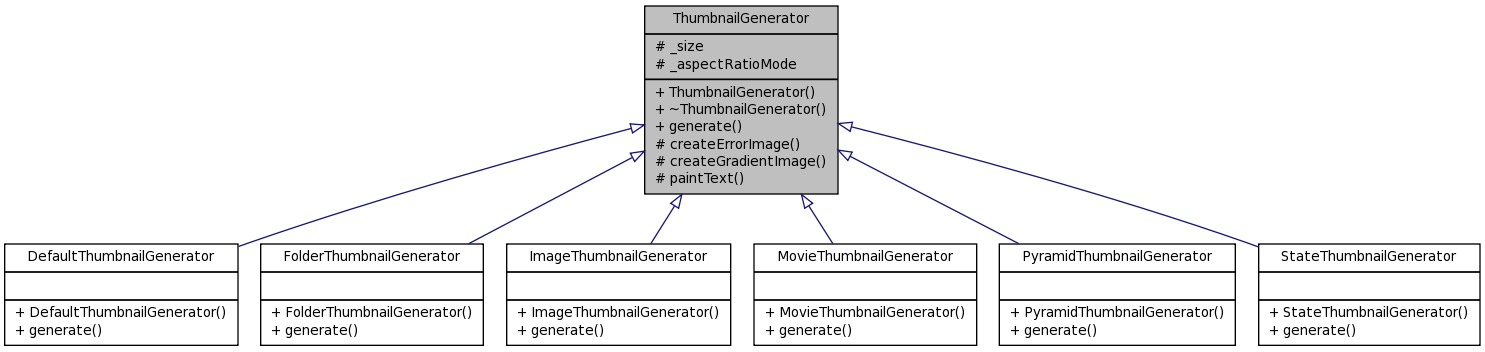 ThumbnailGenerator
# _size
# _aspectRatioMode
+ ThumbnailGenerator()
+ ~ThumbnailGenerator()
+ generate()
# createErrorImage()
# createGradientImage()
# paintText()
DefaultThumbnailGenerator
+ DefaultThumbnailGenerator()
+ generate()
FolderThumbnailGenerator
+ FolderThumbnailGenerator()
+ generate()
ImageThumbnailGenerator
+ ImageThumbnailGenerator()
+ generate()
MovieThumbnailGenerator
+ MovieThumbnailGenerator()
+ generate()
PyramidThumbnailGenerator
+ PyramidThumbnailGenerator()
+ generate()
StateThumbnailGenerator
+ StateThumbnailGenerator()
+ generate()